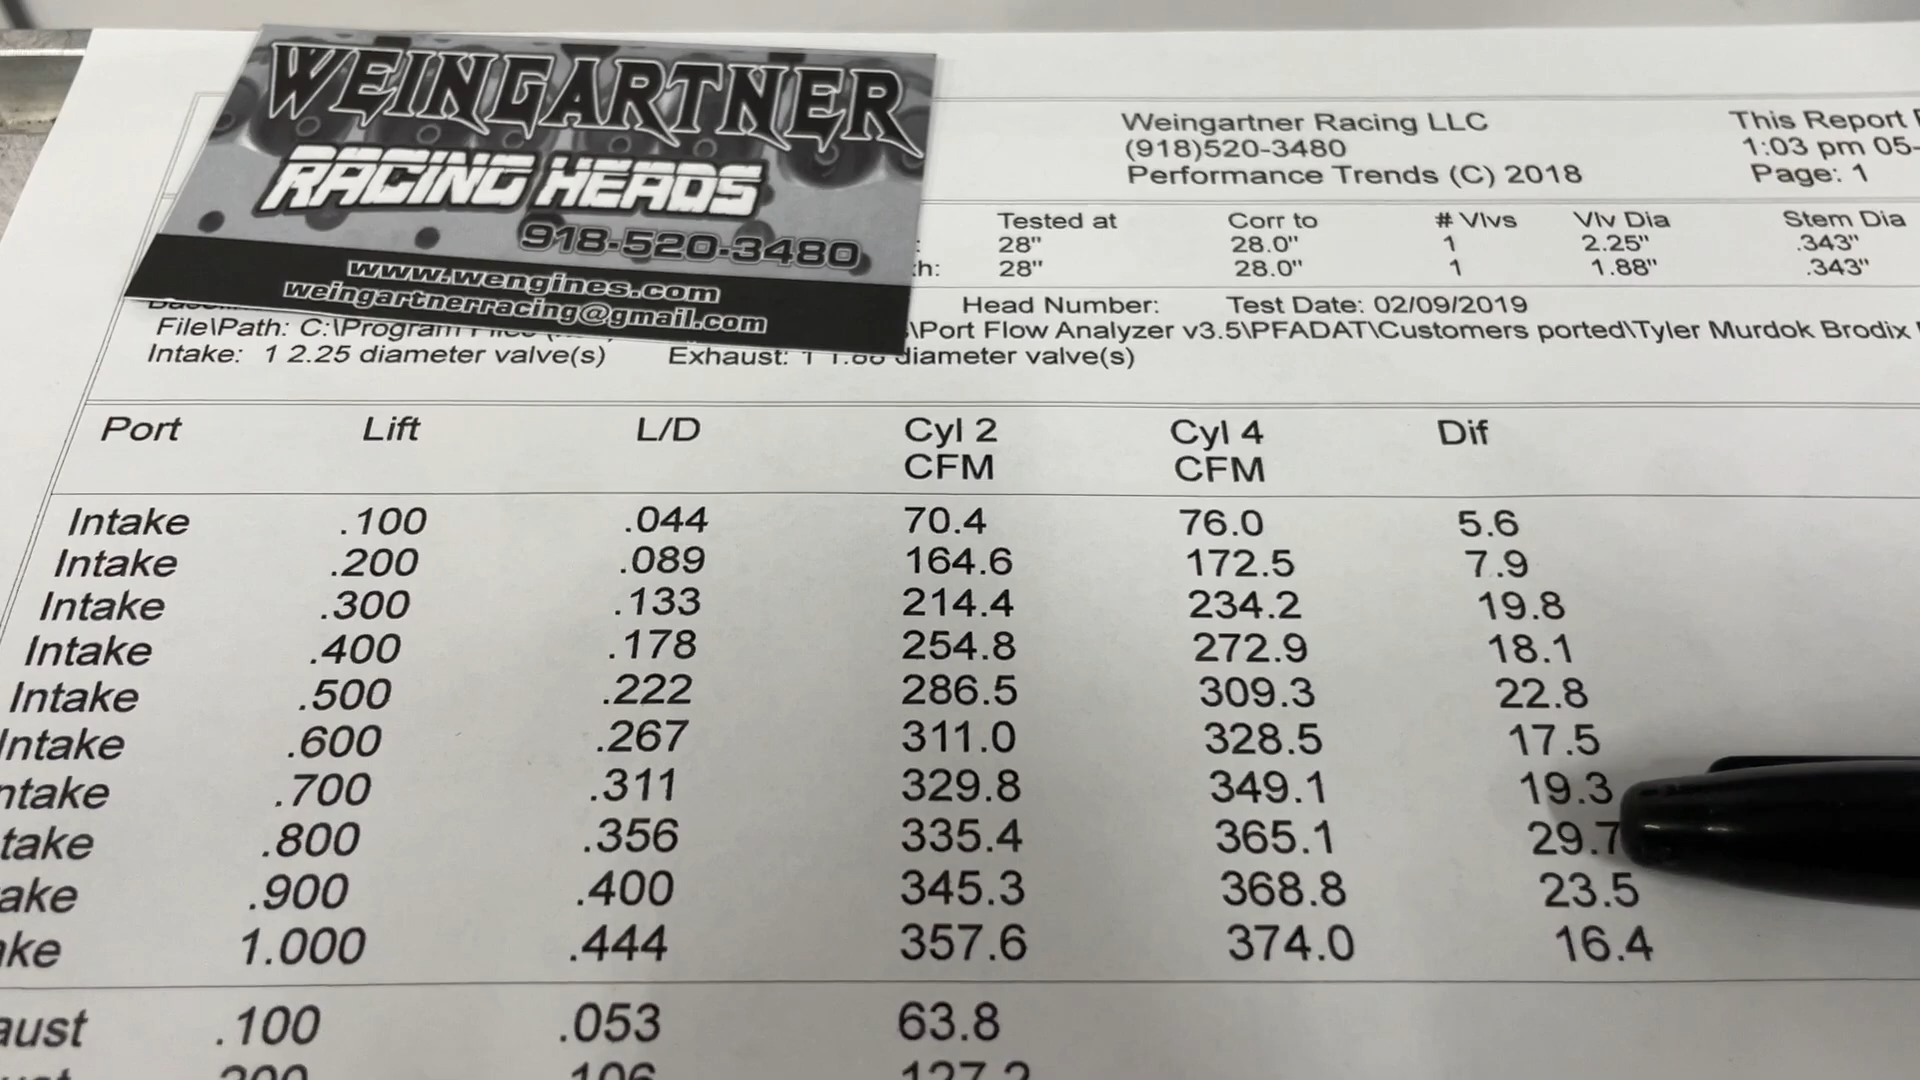 WEINGARTNER
RACING HEADS
918-520-3480
www.wengines.com
weingartnerracing@gmail.com
Weingartner Racing LLC
(918)520-3480
Performance Trends (C) 2018
This Report
1:03 pm 05-
Page: 1
Tested at Corr to # Vlvs Vlv Dia Stem Dia
28" 28.0" 1 2.25" .343"
28" 28.0" 1 1.88" .343"
Head Number: Test Date: 02/09/2019
File\Path: C:\Program \Port Flow Analyzer v3.5\PFADAT\Customers ported\Tyler Murdok Brodix
Intake: 1 2.25 diameter valve(s) Exhaust: 1 1.88 diameter valve(s)
Port Lift L/D Cyl 2 Cyl 4 Dif
CFM CFM
Intake .100 .044 70.4 76.0 5.6
Intake .200 .089 164.6 172.5 7.9
Intake .300 .133 214.4 234.2 19.8
Intake .400 .178 254.8 272.9 18.1
Intake .500 .222 286.5 309.3 22.8
Intake .600 .267 311.0 328.5 17.5
ntake .700 .311 329.8 349.1 19.3
take .800 .356 335.4 365.1 29.7
ake .900 .400 345.3 368.8 23.5
ke 1.000 .444 357.6 374.0 16.4
aust .100 .053 63.8
.200 .106 127.2